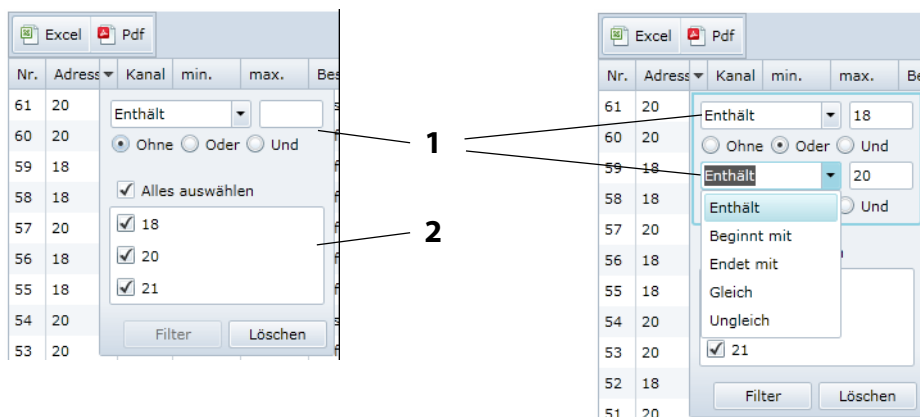 Excel Pdf
Nr. Adress Kanal min. max. Bes
61 20
Enthält
60 20
Ohne Oder Und
59 18
58 18
Alles auswählen
57 20
18
56 18
20
55 18
21
54 20
Filter Löschen
53 20
1
2
Excel Pdf
Nr. Adress Kanal min. max. Be
61 20
Enthält 18
60 20
Ohne Oder Und
59 18
Enthält 20
58 18
Enthält
Und
57 20
Beginnt mit
56 18
Endet mit
55 18
Gleich
54 20
Ungleich
53 20
21
52 18
Filter Löschen
51 20